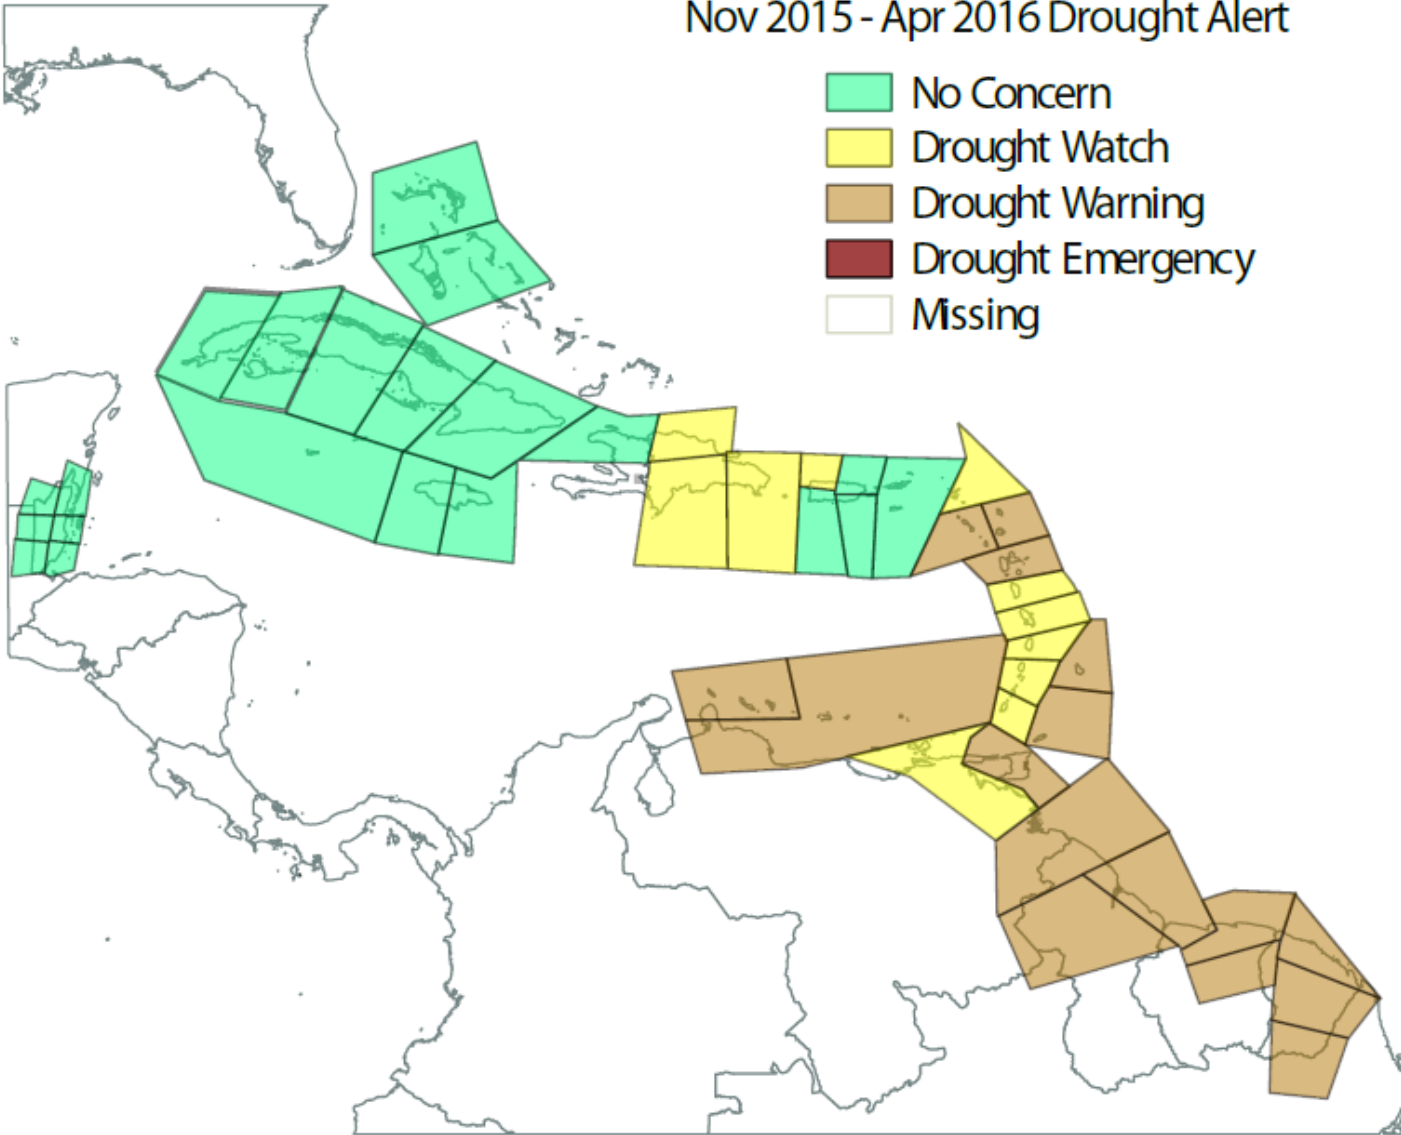 Nov 2015 - Apr 2016 Drought Alert
No Concern
Drought Watch
Drought Warning
Drought Emergency
Missing